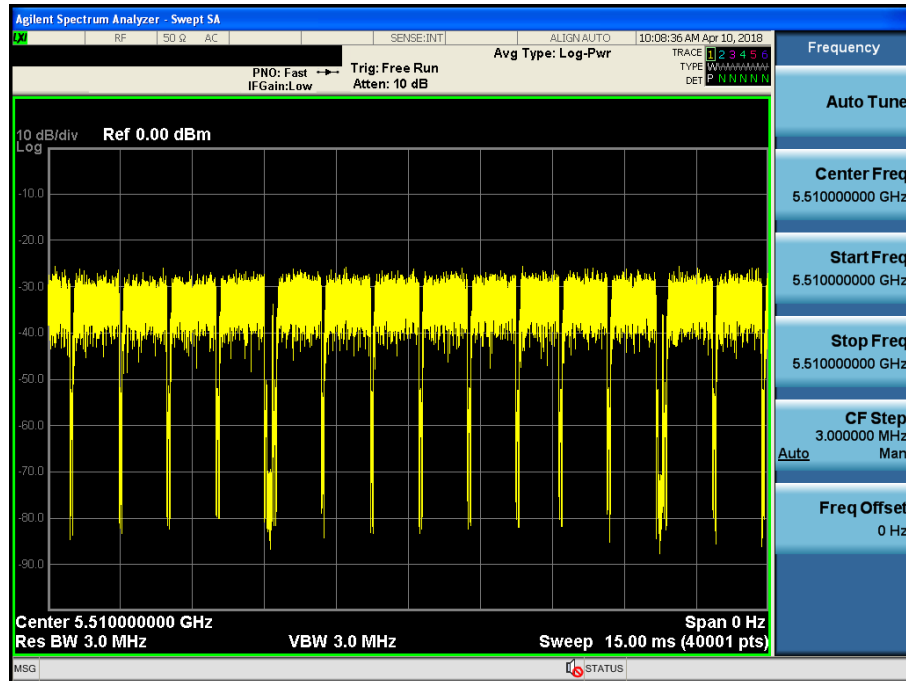 Agilent Spectrum Analyzer - Swept SA
LXI RF 50 Ω AC SENSE:INT ALIGN AUTO 10:08:36 AM Apr 10, 2018
Frequency
Avg Type: Log-Pwr
TRACE 1 2 3 4 5 6
PNO: Fast Trig: Free Run
TYPE
IFGain:Low Atten: 10 dB
DET P N N N N N
Auto Tune
10 dB/div Ref 0.00 dBm
Log
Center Freq
5.510000000 GHz
-10.0
-20.0
Start Freq
5.510000000 GHz
-30.0
-40.0
Stop Freq
5.510000000 GHz
-50.0
-60.0
CF Step
3.000000 MHz
Auto Man
-70.0
-80.0
Freq Offset
0 Hz
-90.0
Center 5.510000000 GHz Span 0 Hz
Res BW 3.0 MHz VBW 3.0 MHz Sweep 15.00 ms (40001 pts)
MSG STATUS